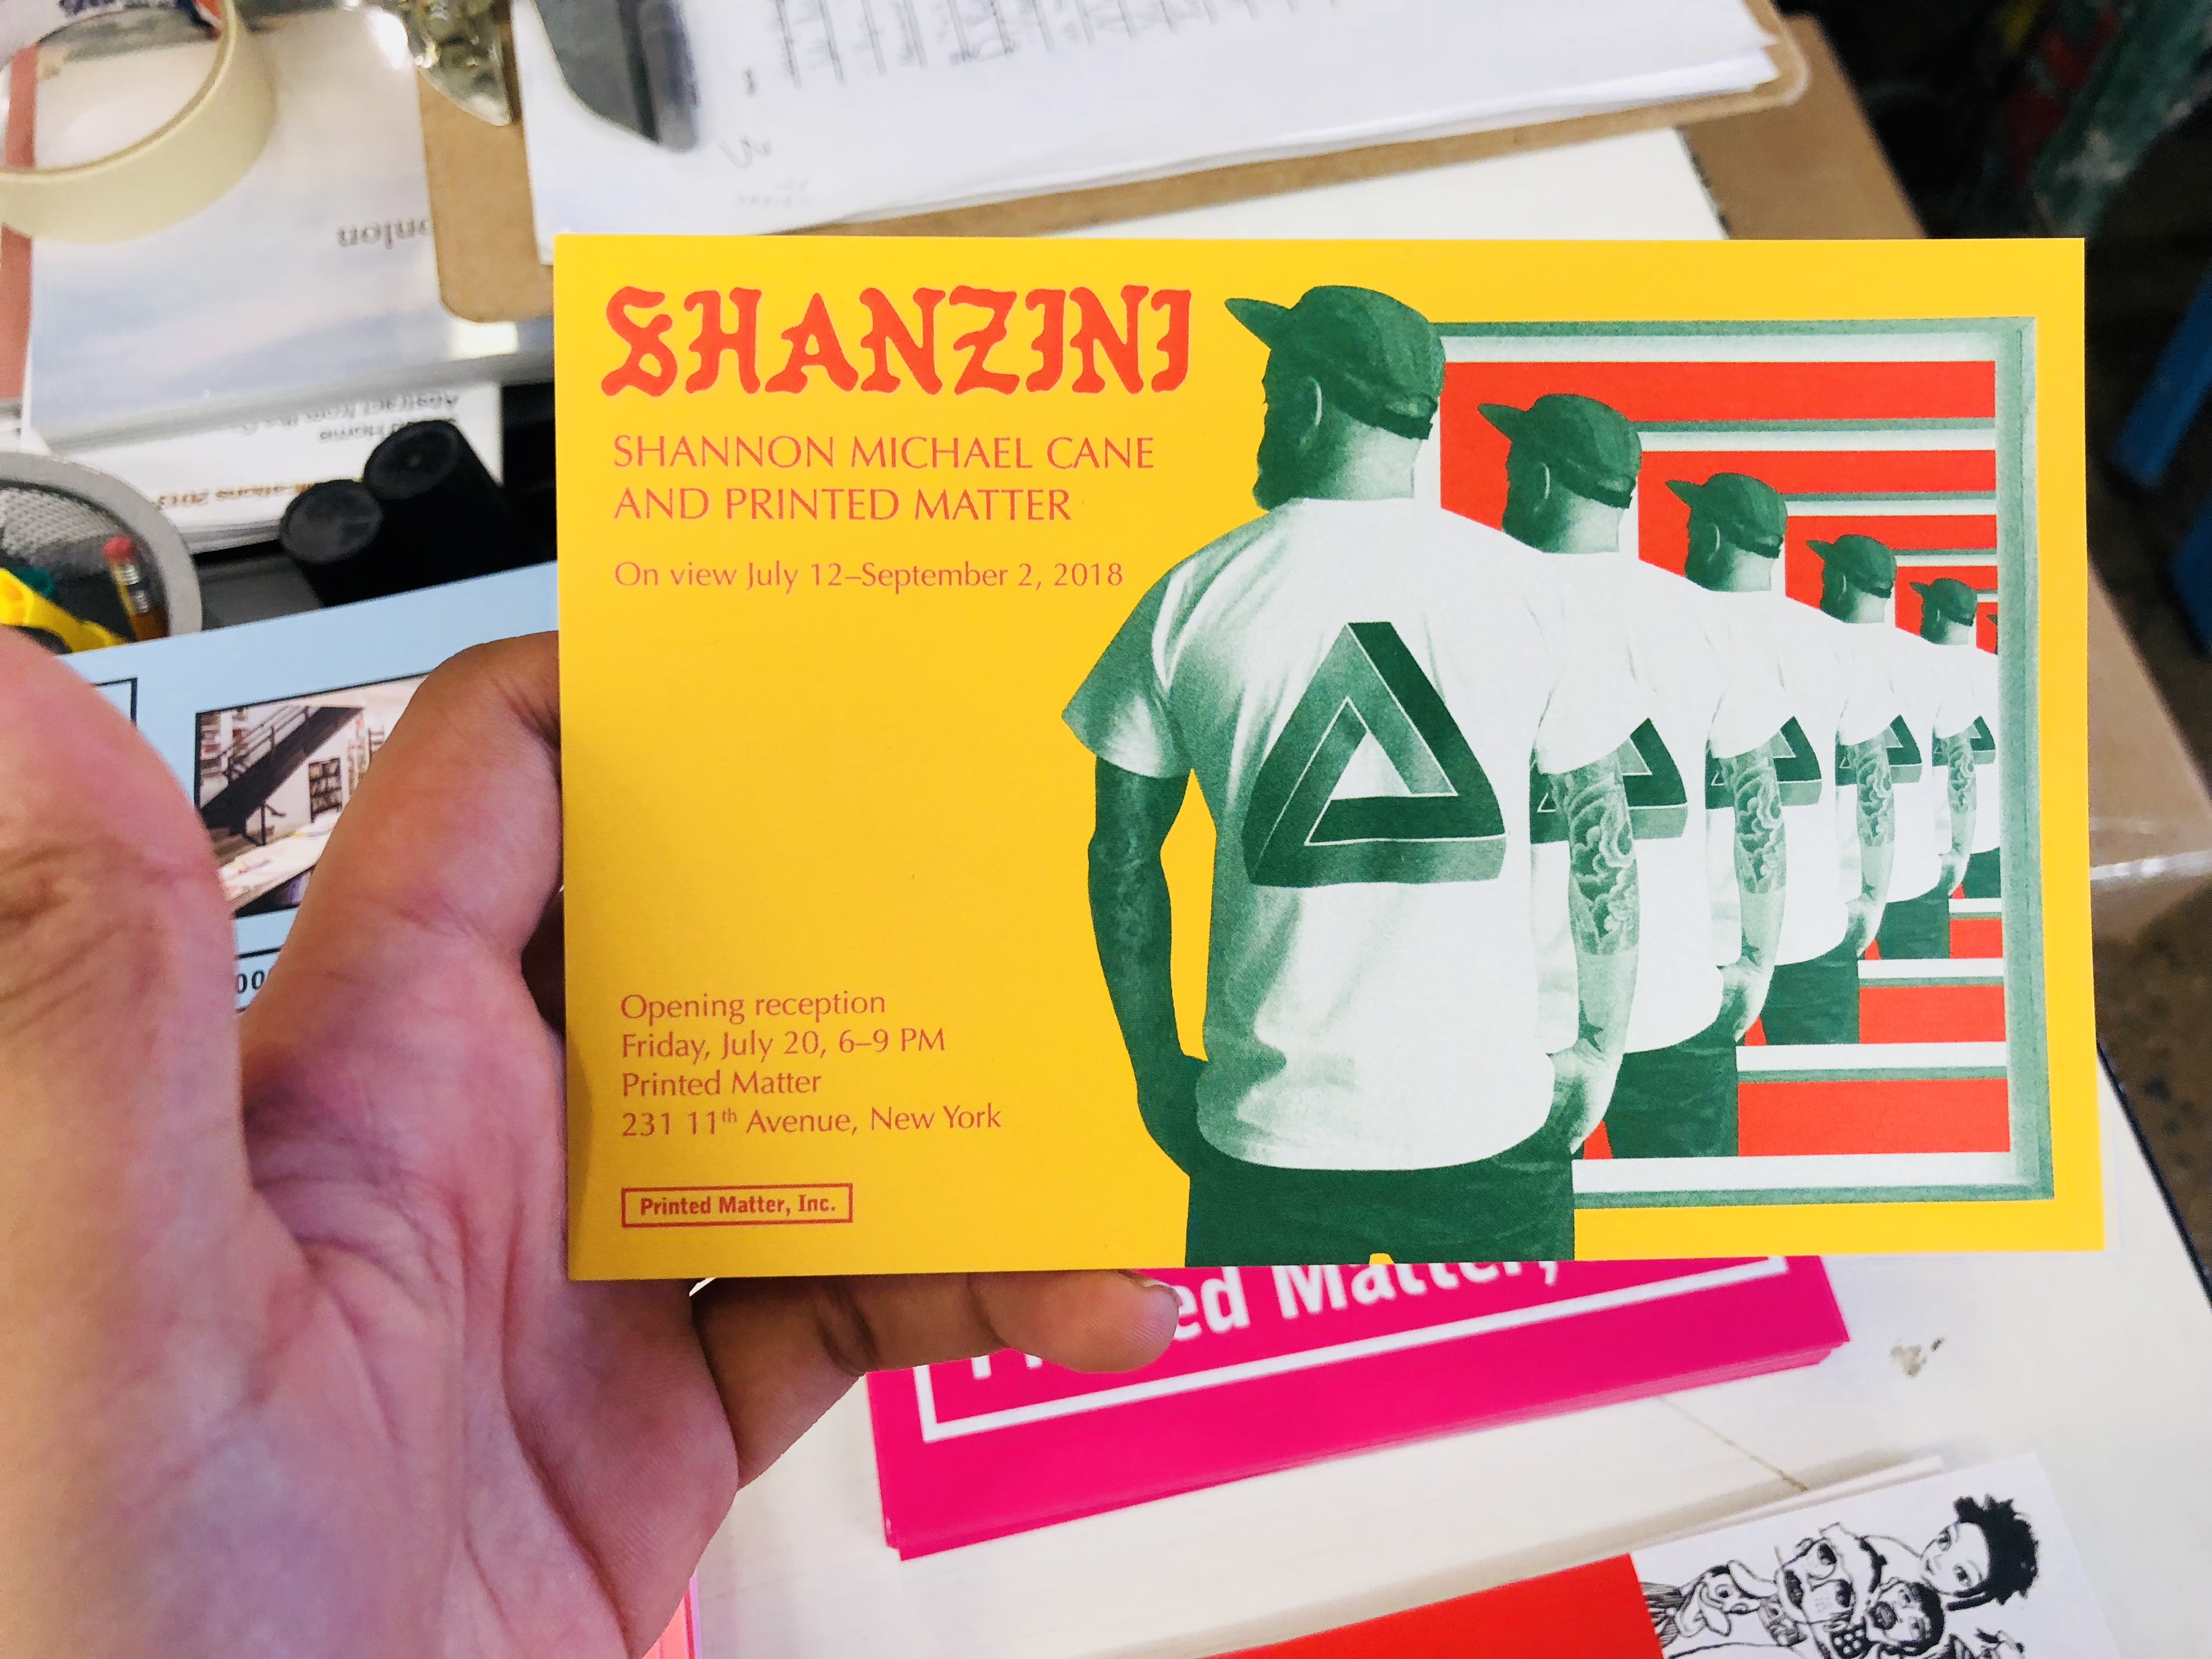 SHANZINI
SHANNON MICHAEL CANE
AND PRINTED MATTER
On view July 12–September 2, 2018
Opening reception
Friday, July 20, 6–9 PM
Printed Matter
231 11th Avenue, New York
Printed Matter, Inc.
ed Matter,